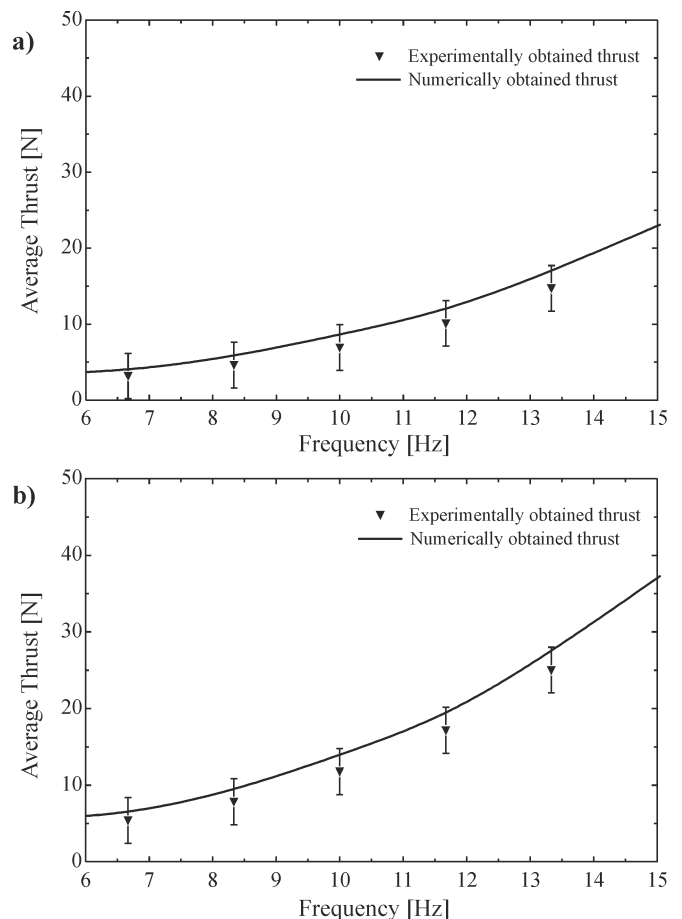 a)
50
40
30
20
10
0
Average Thrust [N]
Experimentally obtained thrust
Numerically obtained thrust
6 7 8 9 10 11 12 13 14 15
Frequency [Hz]
b)
50
40
30
20
10
0
Average Thrust [N]
Experimentally obtained thrust
Numerically obtained thrust
6 7 8 9 10 11 12 13 14 15
Frequency [Hz]